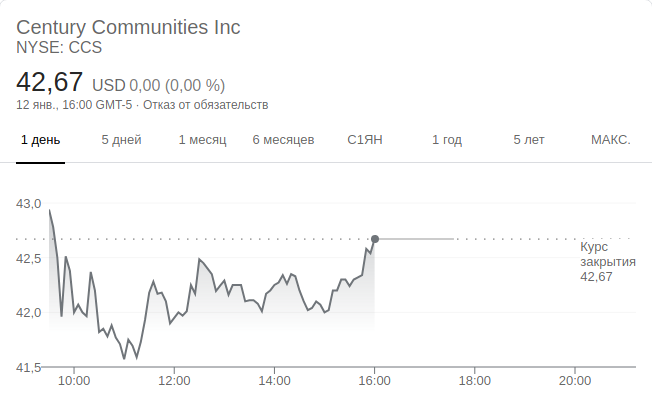 Century Communities Inc
NYSE: CCS
42,67 USD 0,00 (0,00 %)
12 янв., 16:00 GMT-5 · Отказ от обязательств
1 день 5 дней 1 месяц 6 месяцев С1ЯН 1 год 5 лет МАКС.
43,0
42,5
42,0
41,5
Курс
закрытия
42,67
10:00 12:00 14:00 16:00 18:00 20:00